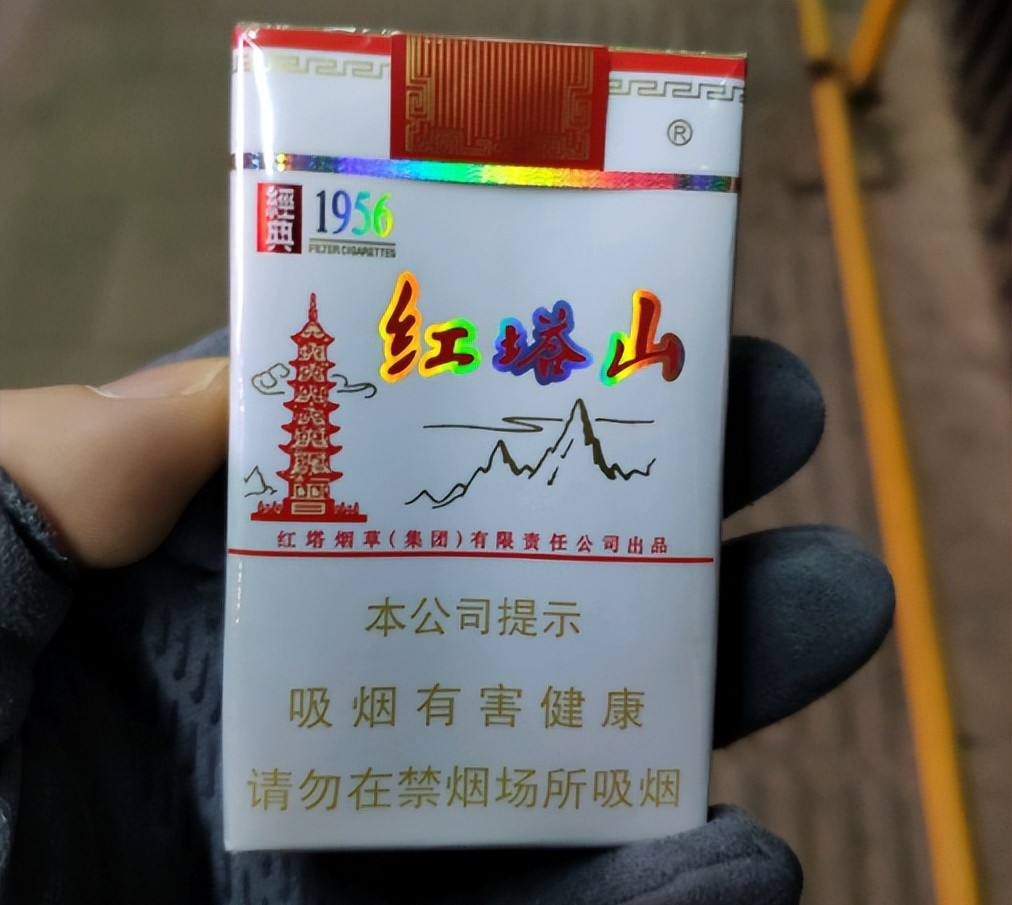 ®
經典
1956
FILTER CIGARETTES
红塔山
红塔烟草(集团)有限责任公司出品
本公司提示
吸烟有害健康
请勿在禁烟场所吸烟